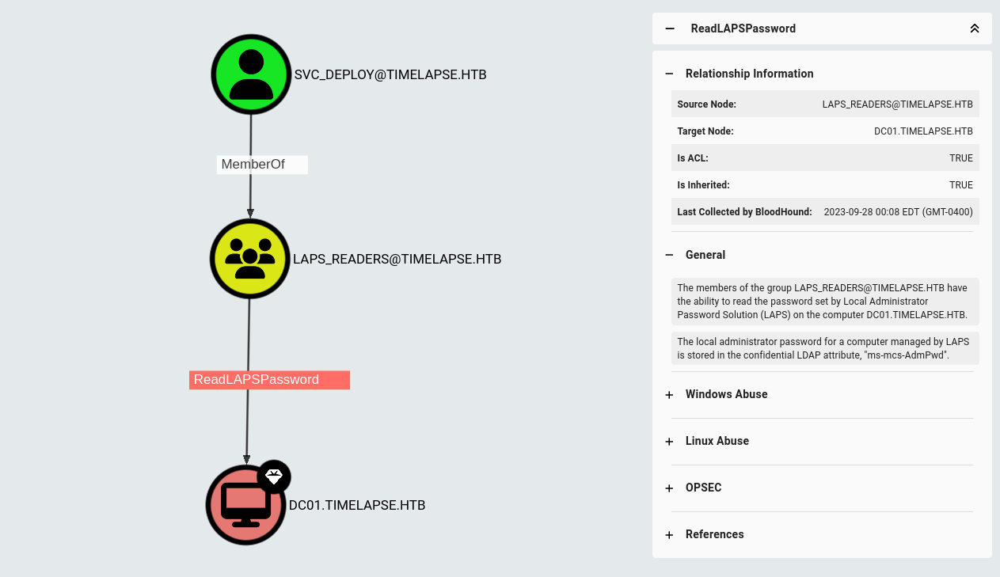 SVC_DEPLOY@TIMELAPSE.HTB
MemberOf
LAPS_READERS@TIMELAPSE.HTB
ReadLAPSPassword
DC01.TIMELAPSE.HTB
ReadLAPSPassword
Relationship Information
Source Node: LAPS_READERS@TIMELAPSE.HTB
Target Node: DC01.TIMELAPSE.HTB
Is ACL: TRUE
Is Inherited: TRUE
Last Collected by BloodHound: 2023-09-28 00:08 EDT (GMT-0400)
General
The members of the group LAPS_READERS@TIMELAPSE.HTB have
the ability to read the password set by Local Administrator
Password Solution (LAPS) on the computer DC01.TIMELAPSE.HTB.
The local administrator password for a computer managed by LAPS
is stored in the confidential LDAP attribute, "ms-mcs-AdmPwd".
Windows Abuse
Linux Abuse
OPSEC
References